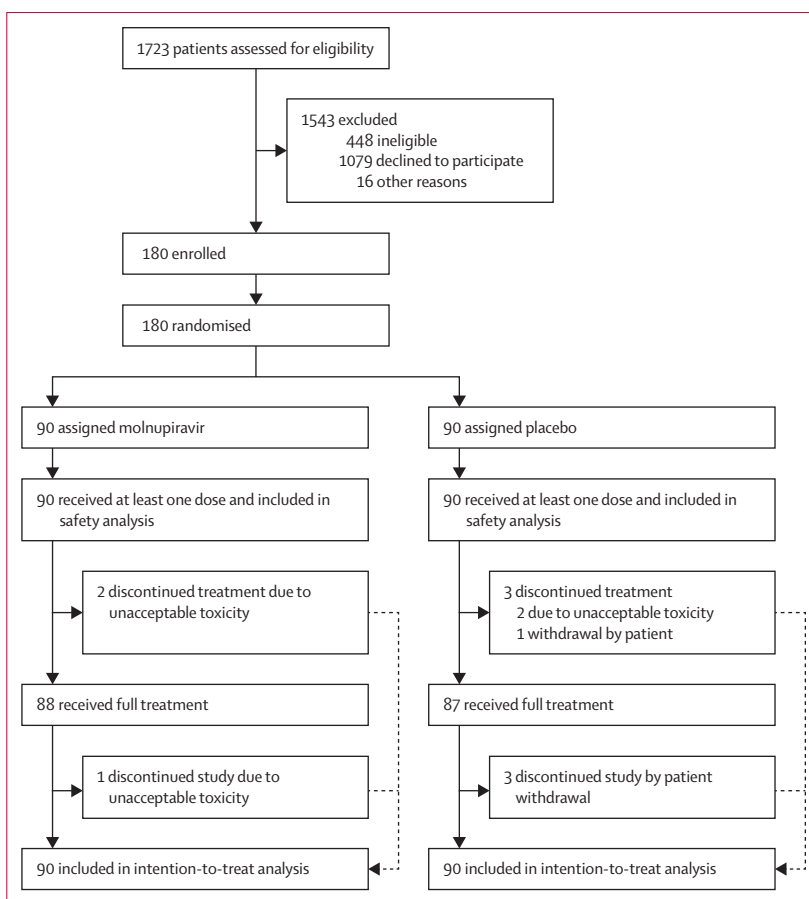 1723 patients assessed for eligibility
1543 excluded
448 ineligible
1079 declined to participate
16 other reasons
180 enrolled
180 randomised
90 assigned molnupiravir
90 assigned placebo
90 received at least one dose and included in
safety analysis
90 received at least one dose and included in
safety analysis
2 discontinued treatment due to
unacceptable toxicity
3 discontinued treatment
2 due to unacceptable toxicity
1 withdrawal by patient
88 received full treatment
87 received full treatment
1 discontinued study due to
unacceptable toxicity
3 discontinued study by patient
withdrawal
90 included in intention-to-treat analysis
90 included in intention-to-treat analysis